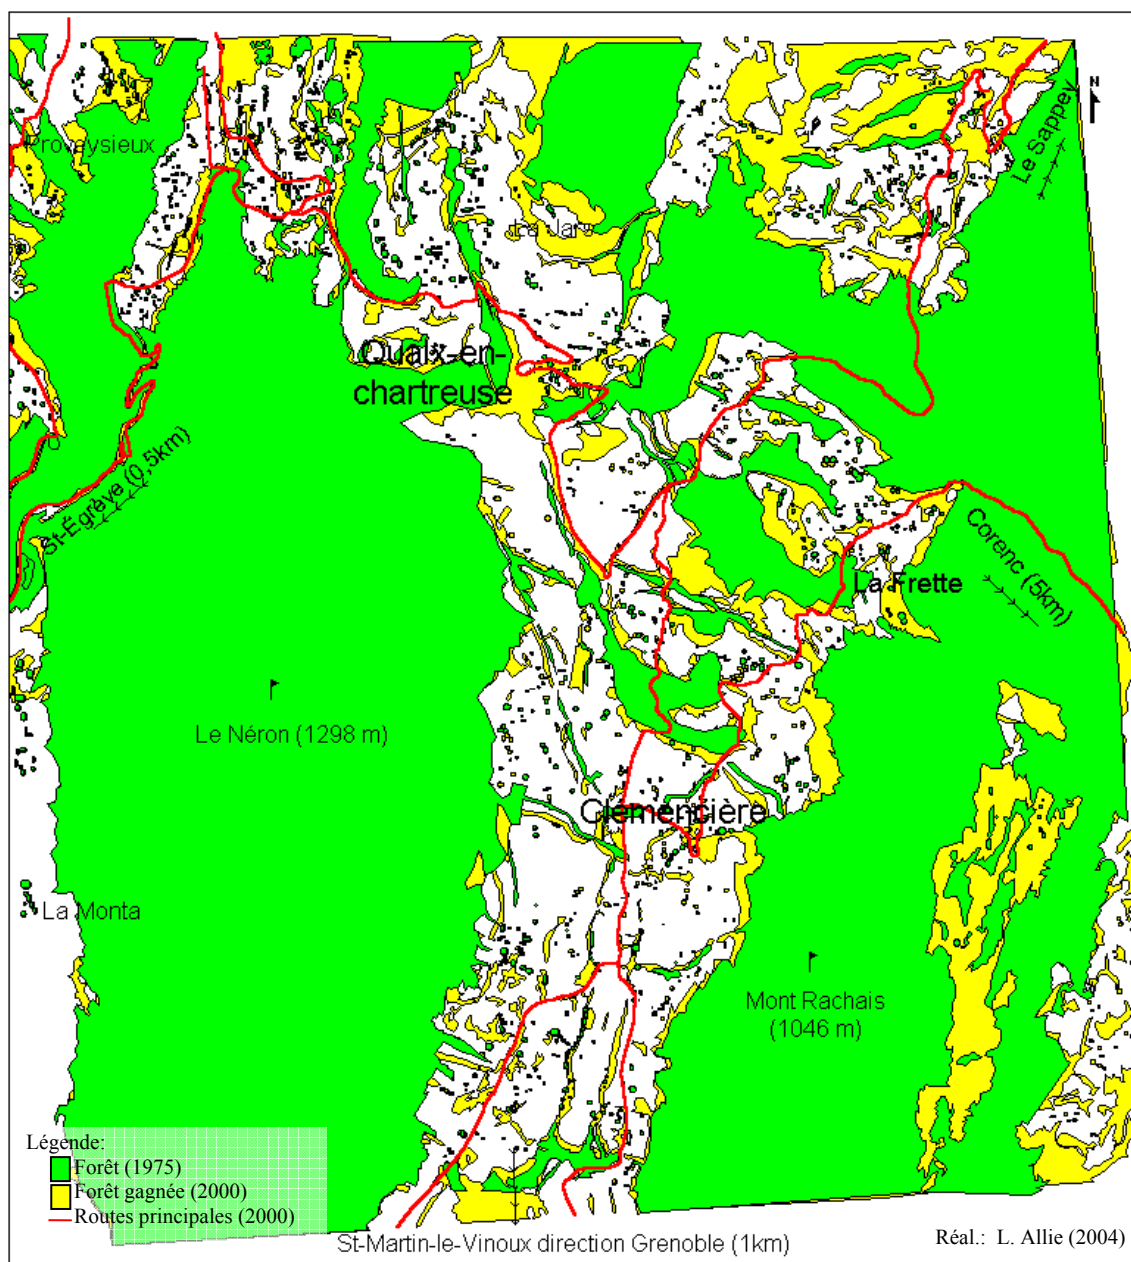 N
Provaysieux
Le Sappey
La Jars
Quaix-en-
chartreuse
St-Égrève (0,5km)
Corenc (5km)
La Frette
Le Néron (1298 m)
Clémencière
La Monta
Mont Rachais
(1046 m)
Légende:
Forêt (1975)
Forêt gagnée (2000)
Routes principales (2000)
St-Martin-le-Vinoux direction Grenoble (1km)
Réal.: L. Allie (2004)